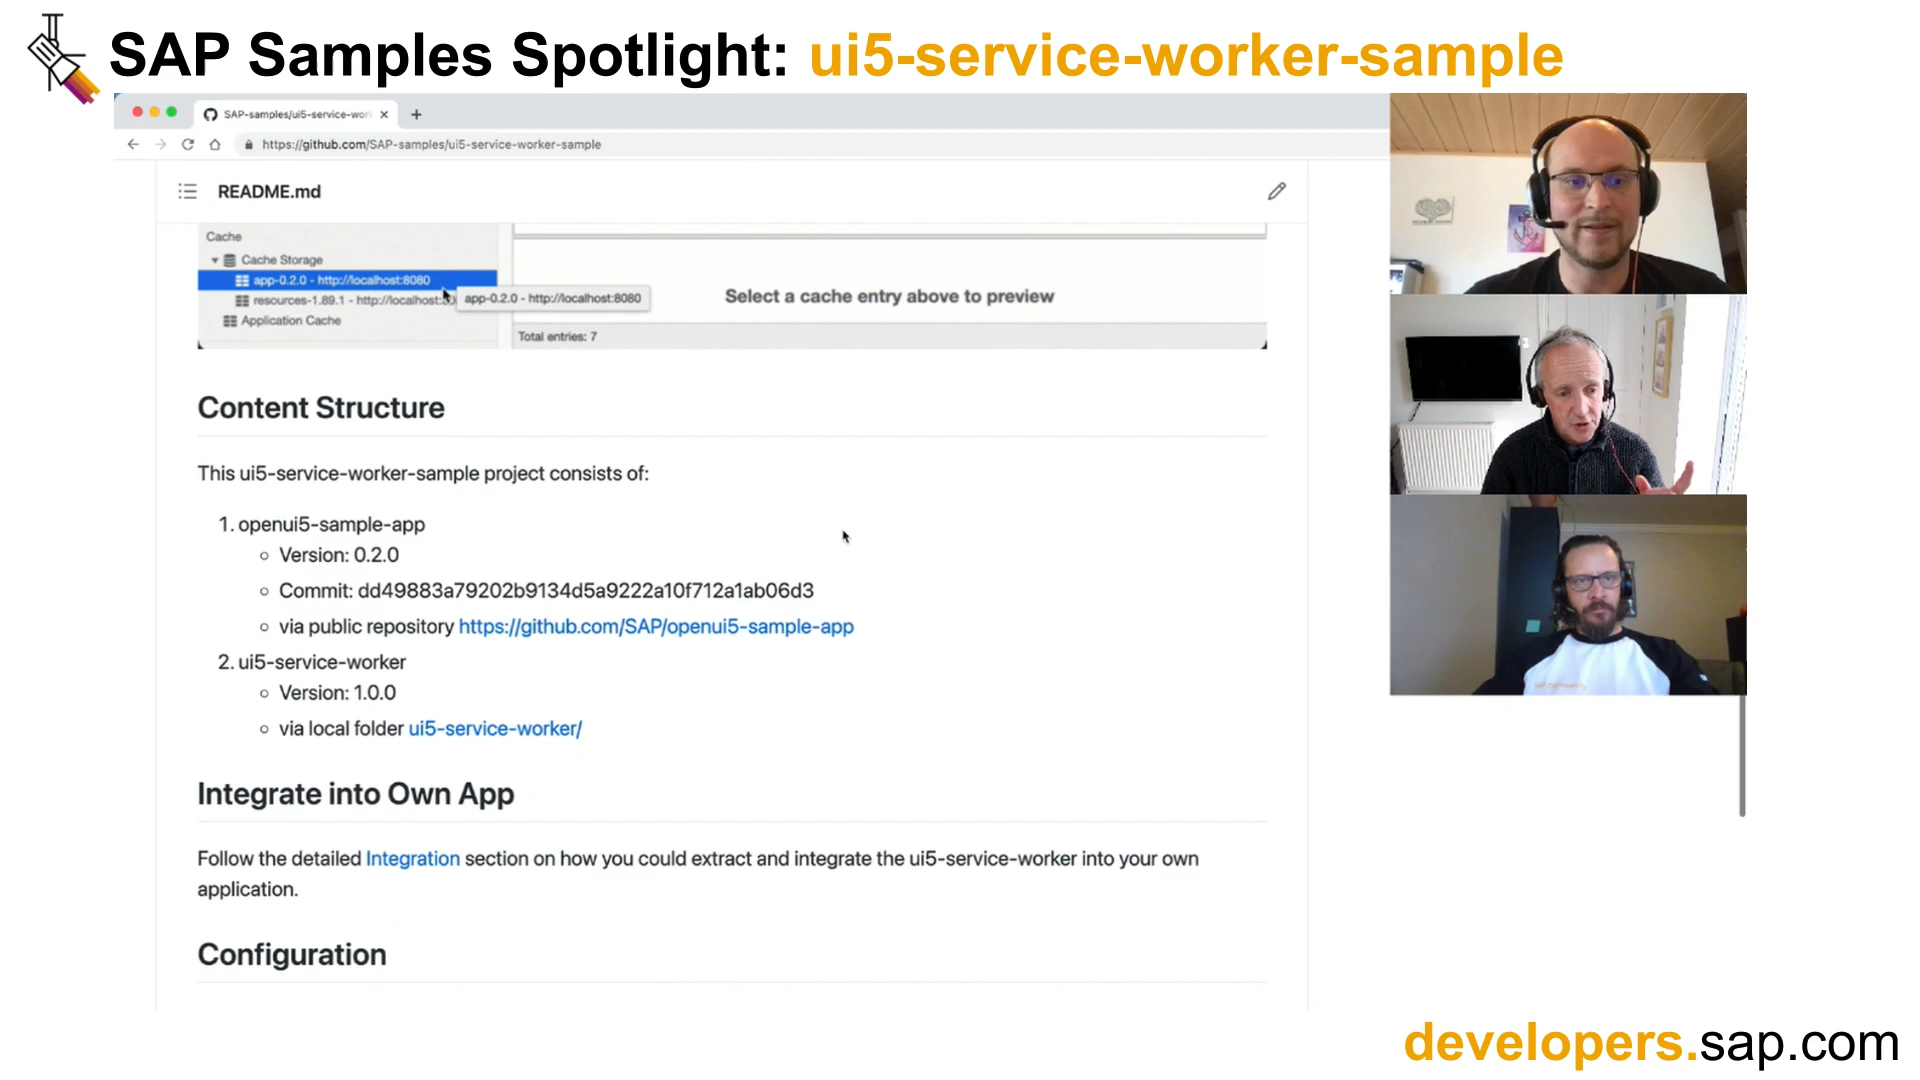 SAP Samples Spotlight: ui5-service-worker-sample
SAP-samples/ui5-service-wor
https://github.com/SAP-samples/ui5-service-worker-sample
README.md
Cache
Cache Storage
app-0.2.0 - http://localhost:8080
resources-1.89.1 - http://localhost:
app-0.2.0 - http://localhost:8080
Application Cache
Select a cache entry above to preview
Total entries: 7
Content Structure
This ui5-service-worker-sample project consists of:
1. openui5-sample-app
Version: 0.2.0
Commit: dd49883a79202b9134d5a9222a10f712a1ab06d3
via public repository https://github.com/SAP/openui5-sample-app
2. ui5-service-worker
Version: 1.0.0
via local folder ui5-service-worker/
Integrate into Own App
Follow the detailed Integration section on how you could extract and integrate the ui5-service-worker into your own
application.
Configuration
SAP Community
developers.sap.com